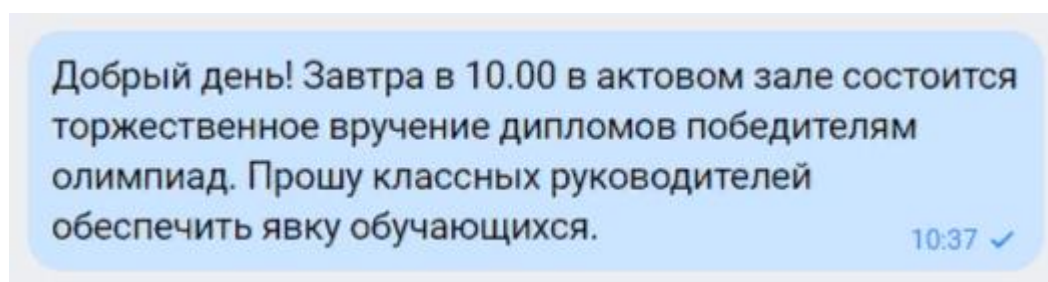 Добрый день! Завтра в 10.00 в актовом зале состоится
торжественное вручение дипломов победителям
олимпиад. Прошу классных руководителей
обеспечить явку обучающихся.
10:37